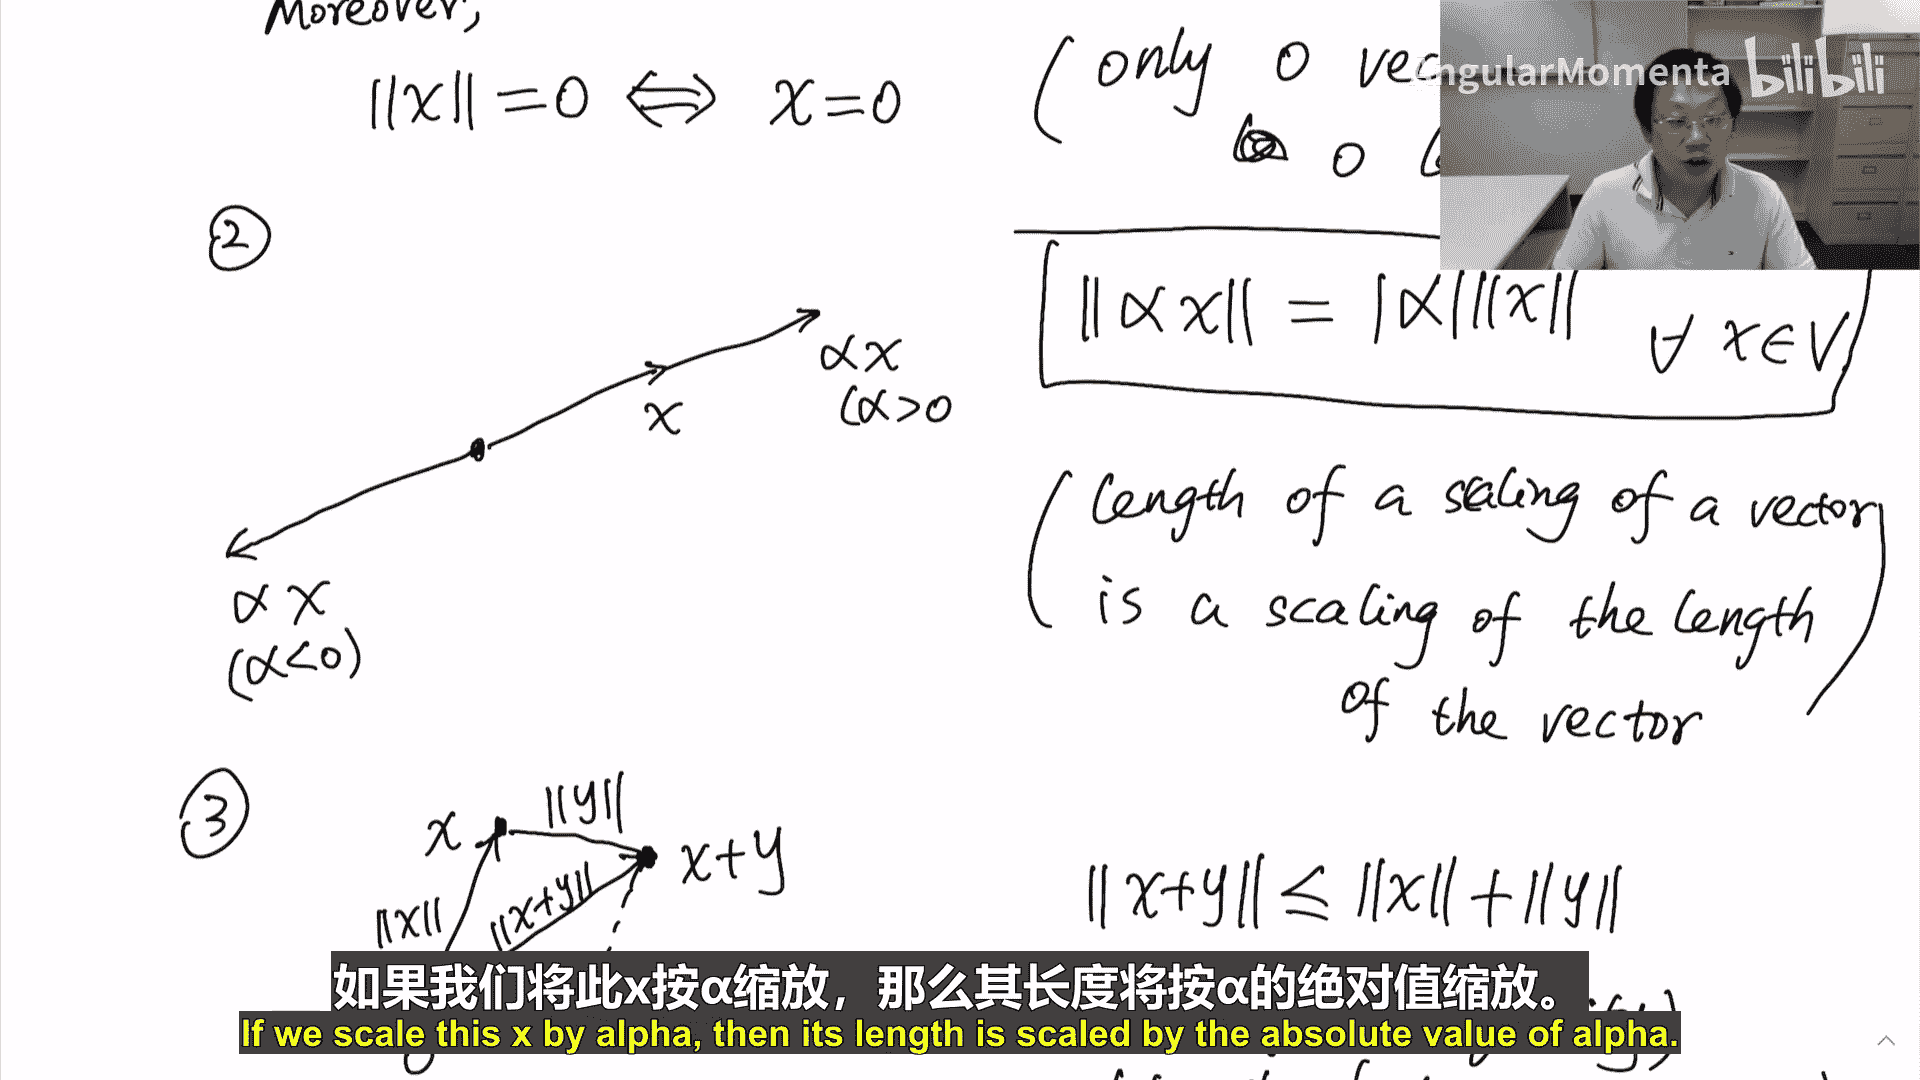 Moreover,
||x|| = 0 ⟺ x = 0
(only 0
0
AngularMomenta bilibili
②
||αx|| = |α| ||x|| ∀ x ∈ V
αx
(α>0
x
αx
(α<0)
(length of a scaling of a vector
is a scaling of the length
of the vector)
③
x
||y||
x+y
||x||
||x+y||
||x+y|| ≤ ||x|| + ||y||
如果我们将此x按α缩放，那么其长度将按α的绝对值缩放。
If we scale this x by alpha, then its length is scaled by the absolute value of alpha.